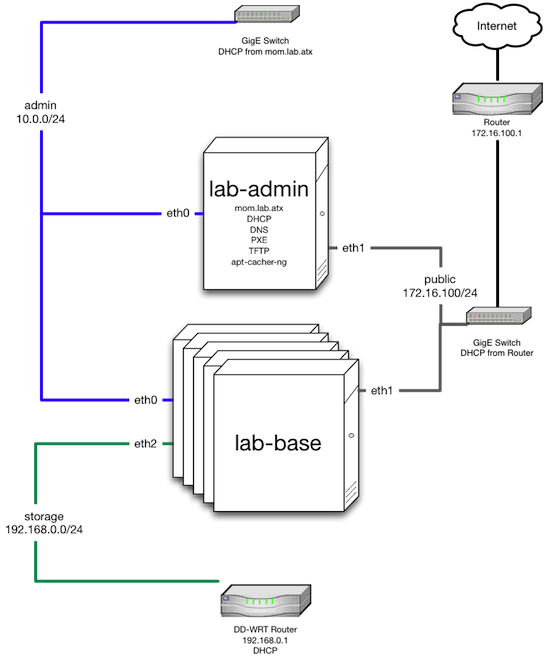 Internet
GigE Switch
DHCP from mom.lab.atx
admin
10.0.0/24
Router
172.16.100.1
lab-admin
mom.lab.atx
DHCP
DNS
PXE
TFTP
apt-cacher-ng
eth0
eth1
public
172.16.100/24
GigE Switch
DHCP from Router
eth0
eth1
eth2
lab-base
storage
192.168.0.0/24
DD-WRT Router
192.168.0.1
DHCP